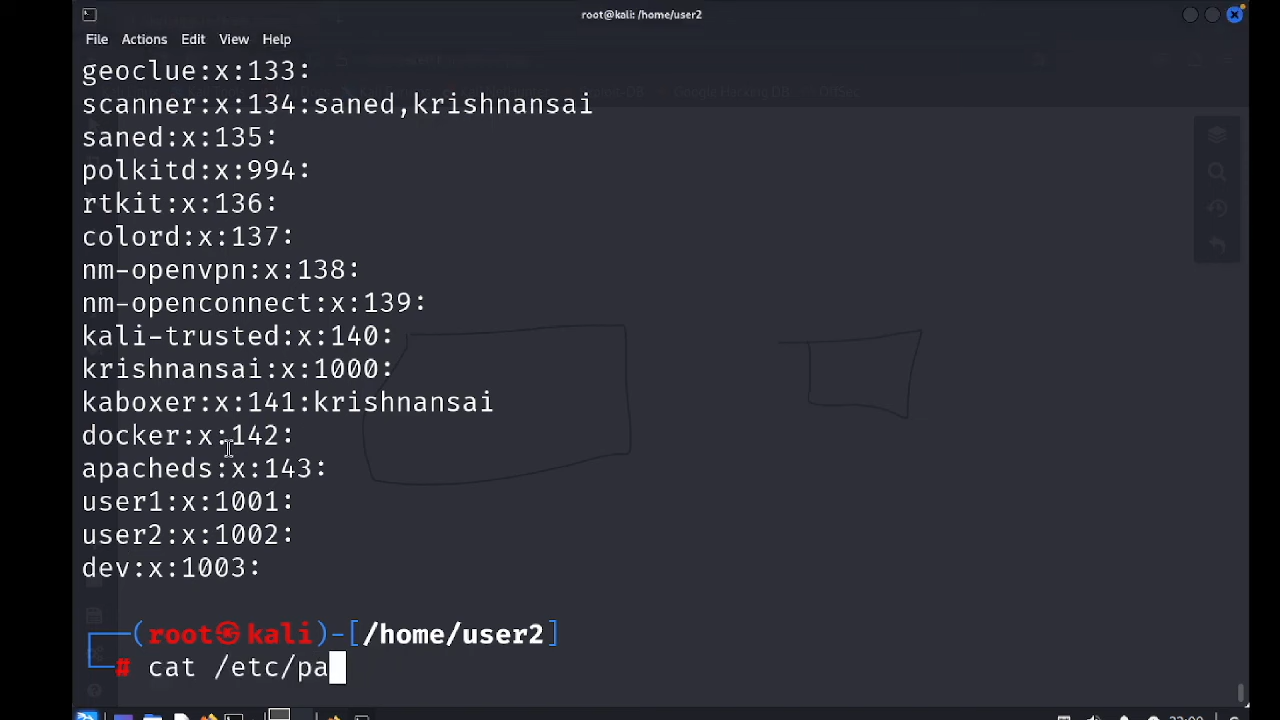 root@kali: /home/user2
File Actions Edit View Help
geoclue:x:133:
scanner:x:134:saned,krishnansai
saned:x:135:
polkitd:x:994:
rtkit:x:136:
colord:x:137:
nm-openvpn:x:138:
nm-openconnect:x:139:
kali-trusted:x:140:
krishnansai:x:1000:
kaboxer:x:141:krishnansai
docker:x:142:
apacheds:x:143:
user1:x:1001:
user2:x:1002:
dev:x:1003:
(root㉿kali)-[/home/user2]
# cat /etc/pa